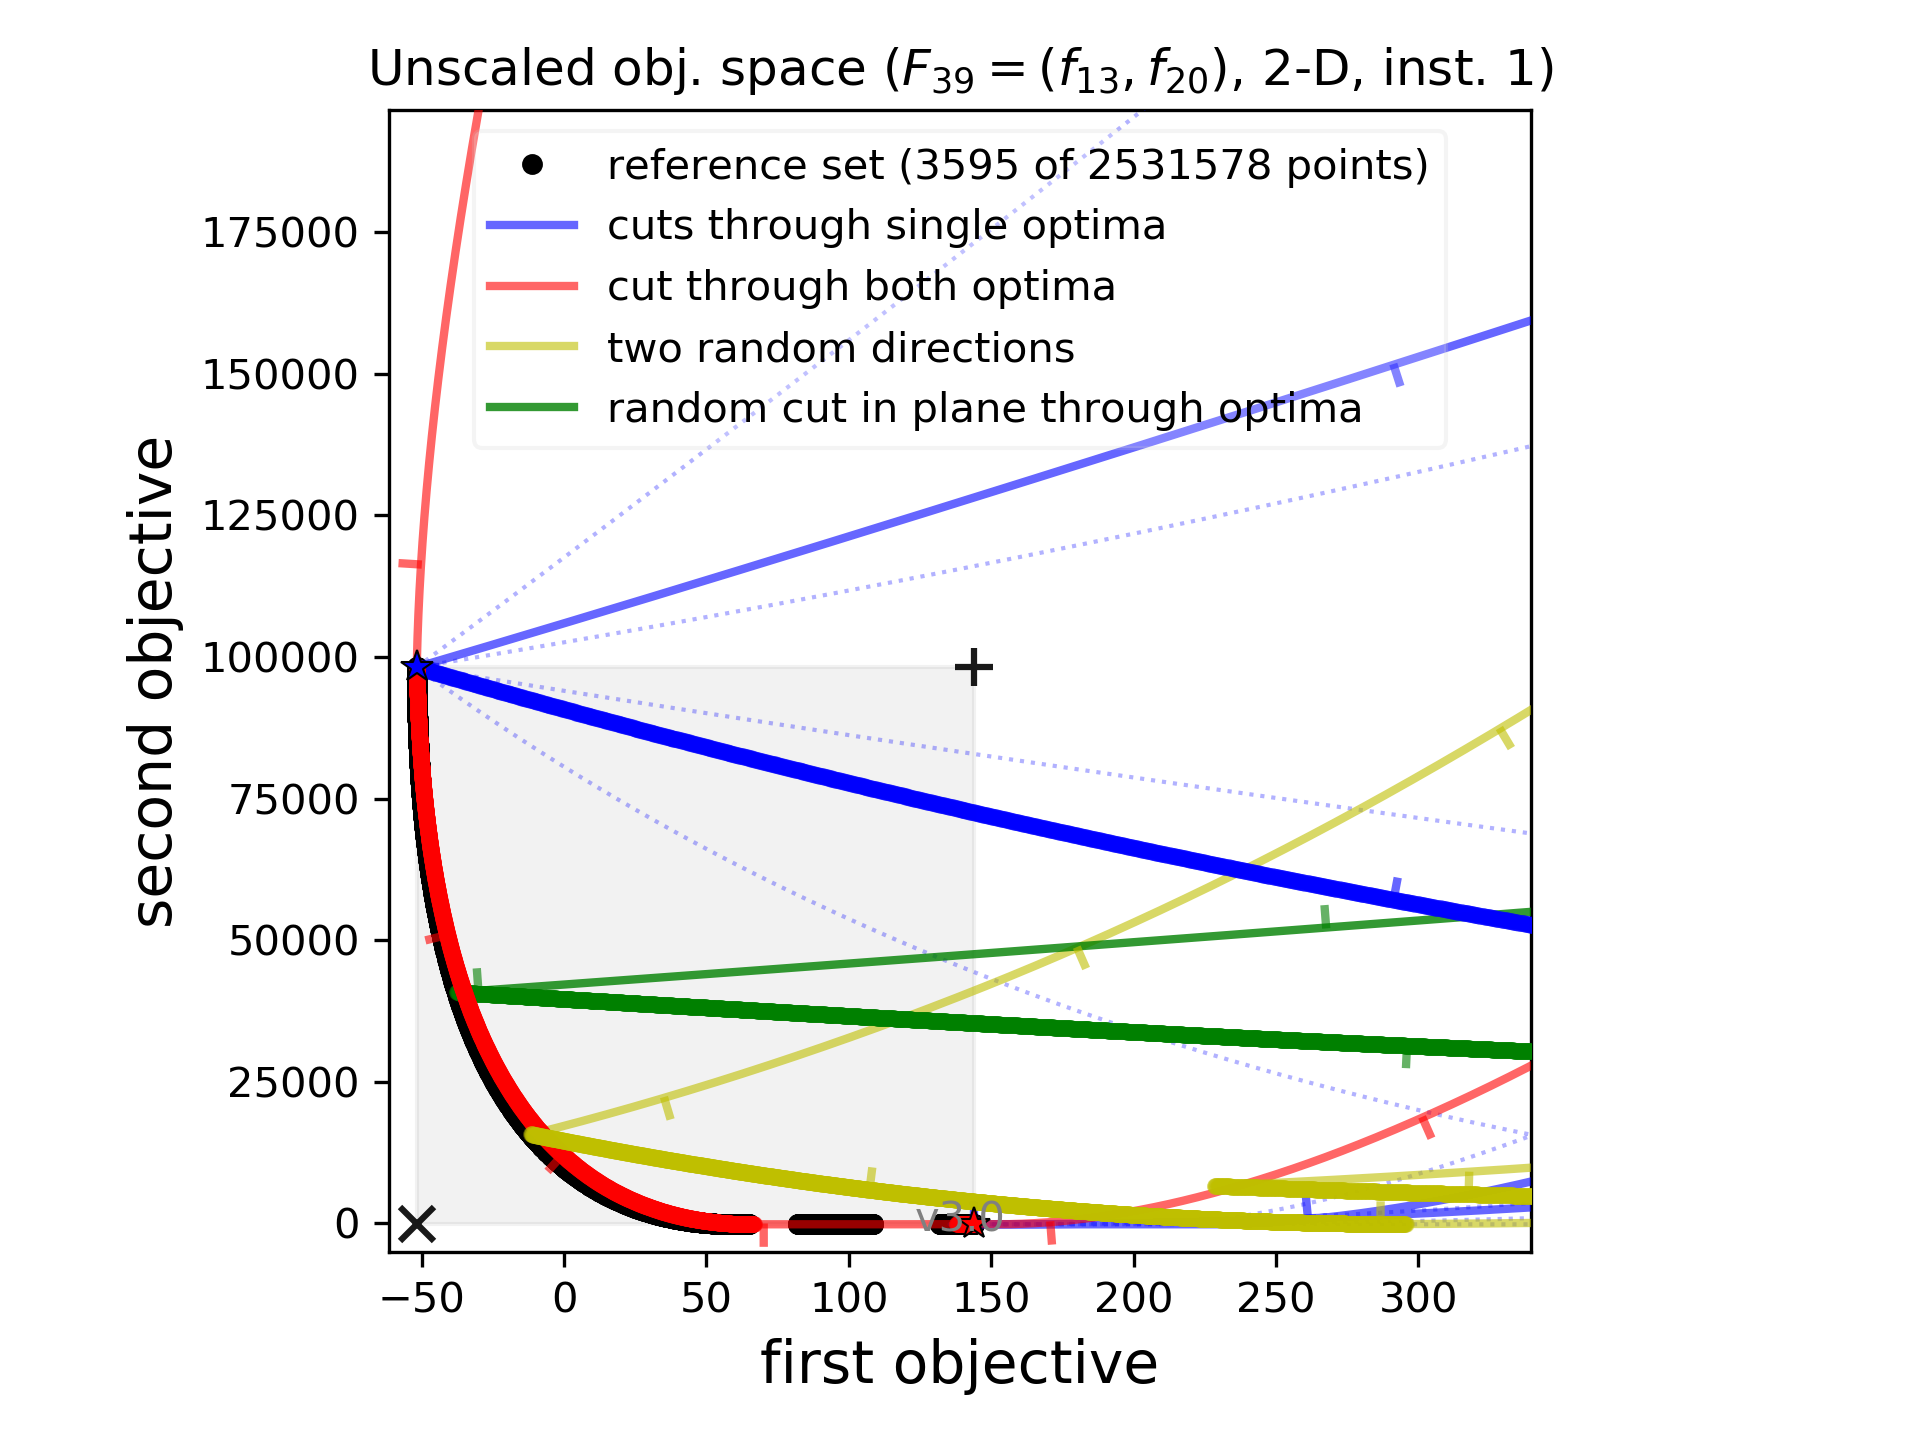 Unscaled obj. space (F₃₉ = (f₁₃, f₂₀), 2-D, inst. 1)
reference set (3595 of 2531578 points)
cuts through single optima
cut through both optima
two random directions
random cut in plane through optima
175000
150000
125000
100000
75000
50000
25000
0
second objective
v3.0
−50 0 50 100 150 200 250 300
first objective